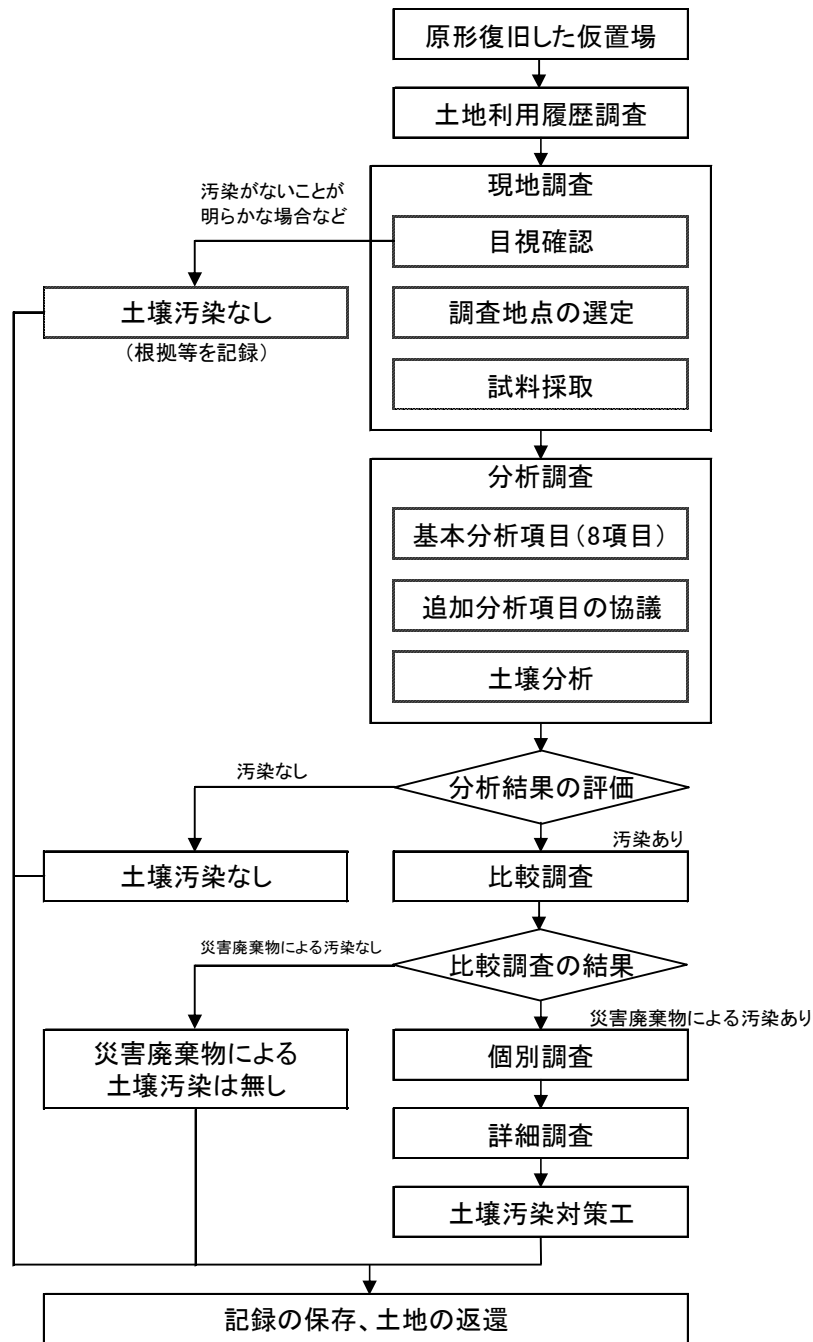 原形復旧した仮置場
土地利用履歴調査
現地調査
汚染がないことが
明らかな場合など
目視確認
土壌汚染なし
（根拠等を記録）
調査地点の選定
試料採取
分析調査
基本分析項目（8項目）
追加分析項目の協議
土壌分析
汚染なし
分析結果の評価
汚染あり
土壌汚染なし
比較調査
災害廃棄物による汚染なし
比較調査の結果
災害廃棄物による汚染あり
災害廃棄物による
土壌汚染は無し
個別調査
詳細調査
土壌汚染対策工
記録の保存、土地の返還